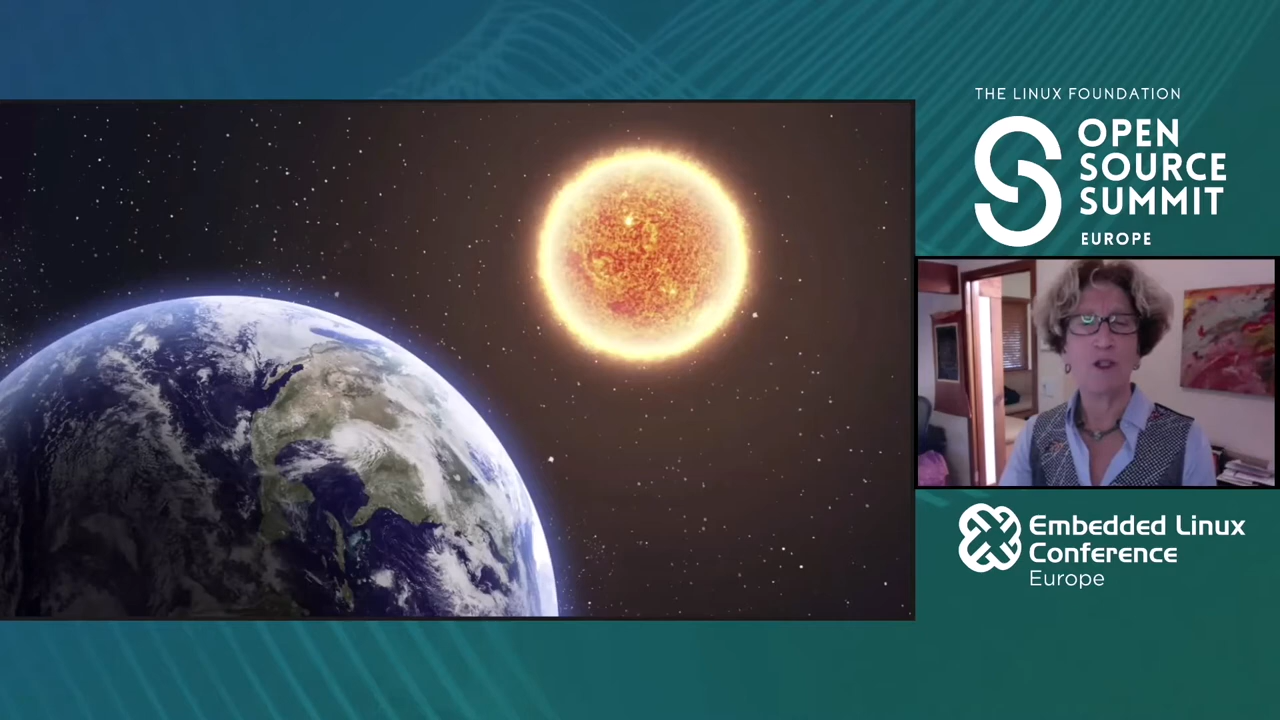 THE LINUX FOUNDATION
OPEN
SOURCE
SUMMIT
EUROPE
Embedded Linux
Conference
Europe